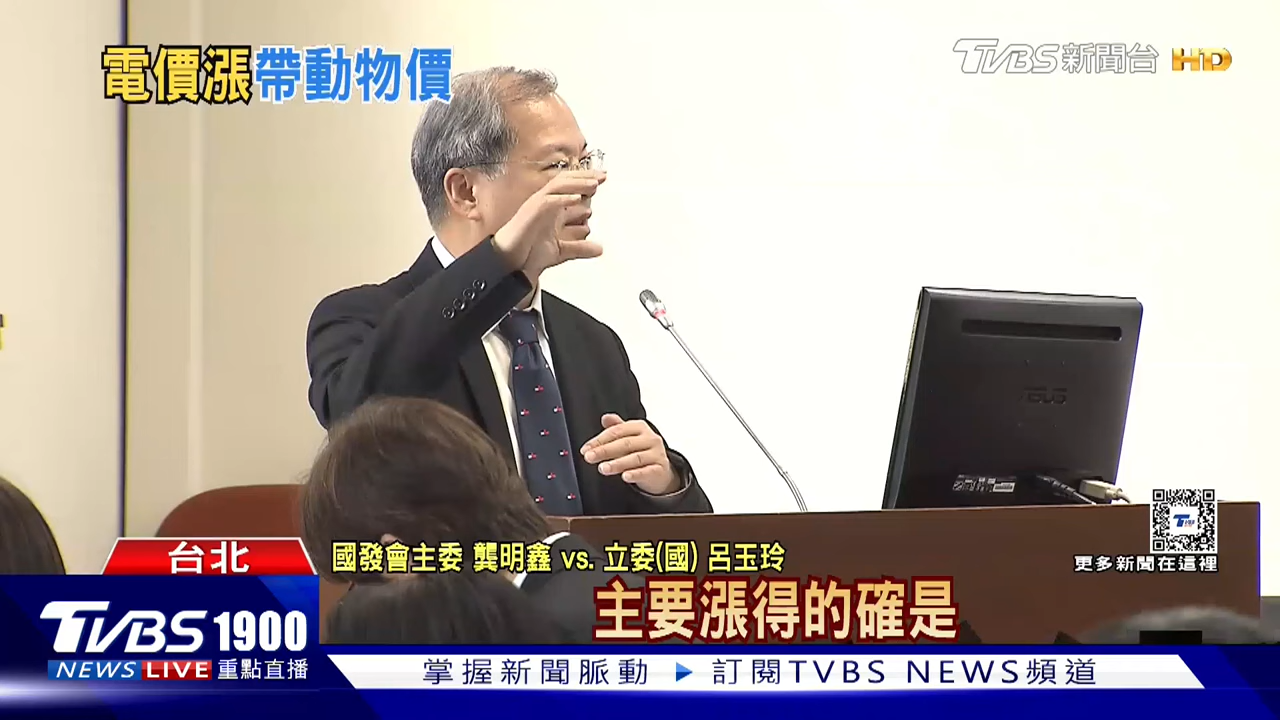 電價漲帶動物價
TVBS新聞台 HD
ASUS
更多新聞在這裡
台北
國發會主委 龔明鑫 vs. 立委(國) 呂玉玲
主要漲得的確是
TVBS 1900
NEWS LIVE 重點直播
掌握新聞脈動 ▶ 訂閱TVBS NEWS頻道